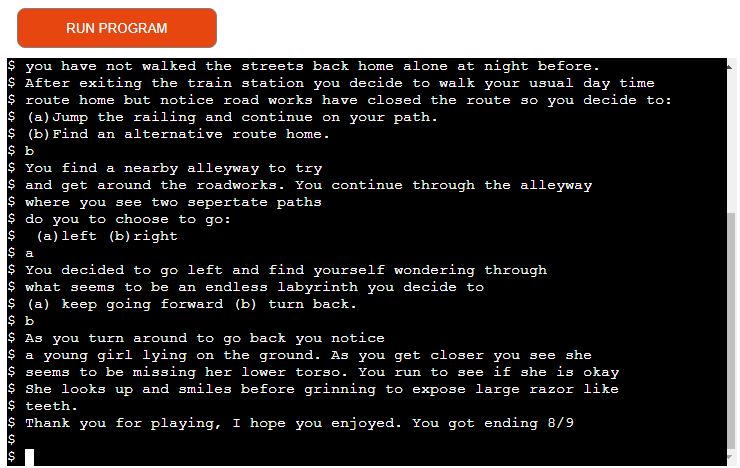 RUN PROGRAM
$ you have not walked the streets back home alone at night before.
$ After exiting the train station you decide to walk your usual day time
$ route home but notice road works have closed the route so you decide to:
$ (a)Jump the railing and continue on your path.
$ (b)Find an alternative route home.
$ b
$ You find a nearby alleyway to try
$ and get around the roadworks. You continue through the alleyway
$ where you see two sepertate paths
$ do you to choose to go:
$  (a)left (b)right
$ a
$ You decided to go left and find yourself wondering through
$ what seems to be an endless labyrinth you decide to
$ (a) keep going forward (b) turn back.
$ b
$ As you turn around to go back you notice
$ a young girl lying on the ground. As you get closer you see she
$ seems to be missing her lower torso. You run to see if she is okay
$ She looks up and smiles before grinning to expose large razor like
$ teeth.
$ Thank you for playing, I hope you enjoyed. You got ending 8/9
$
$